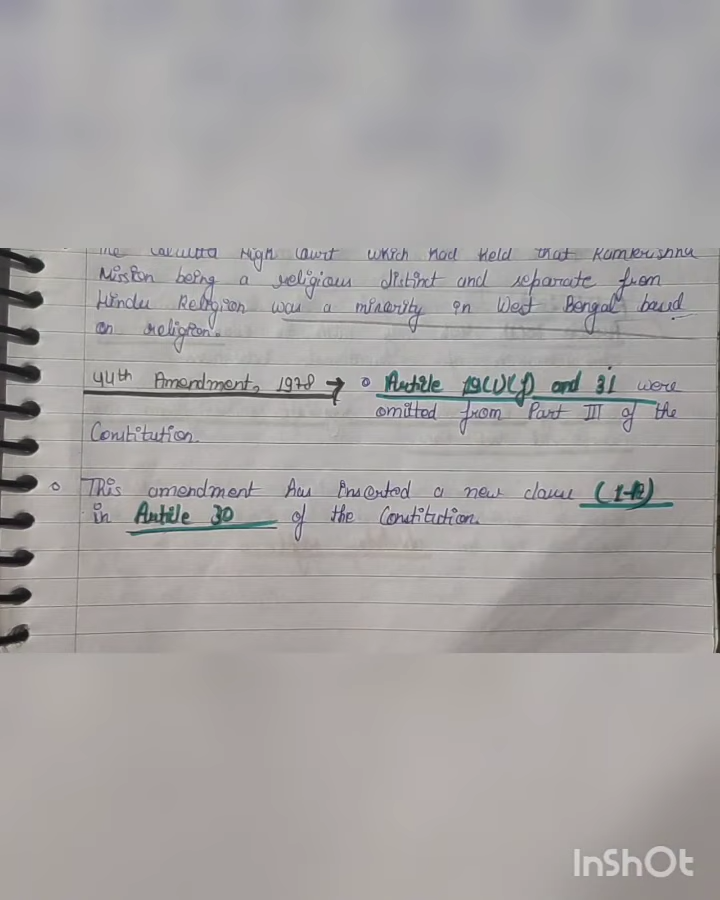 The Calcutta High Court which had held that Ramkrishna
Mission being a religious distinct and separate from
Hindu Religion was a minority in West Bengal based
on religion.
44th Amendment, 1978 → o Article 19(1)(f) and 31 were
omitted from Part III of the
Constitution.
o This amendment has inserted a new clause (1-A)
in Article 30 of the Constitution.
InShOt